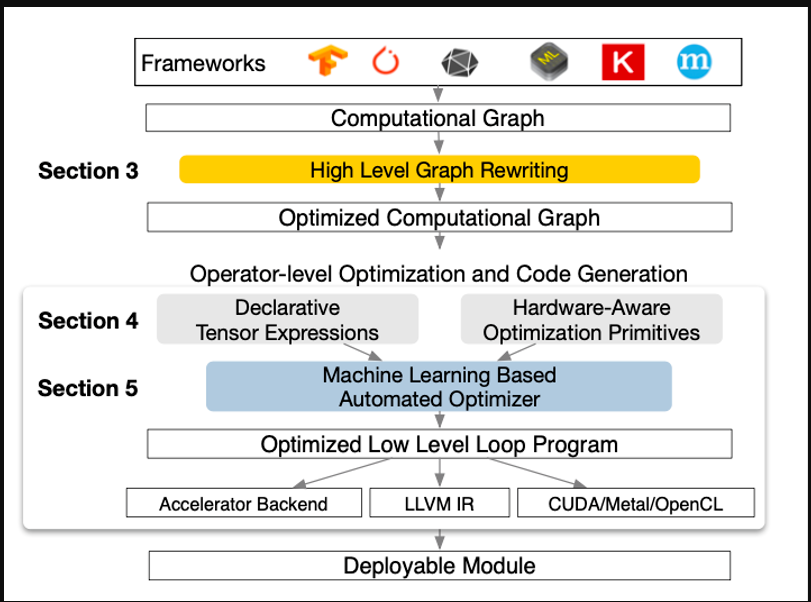 Frameworks
ML
K
m
Computational Graph
Section 3
High Level Graph Rewriting
Optimized Computational Graph
Operator-level Optimization and Code Generation
Section 4
Declarative
Tensor Expressions
Hardware-Aware
Optimization Primitives
Section 5
Machine Learning Based
Automated Optimizer
Optimized Low Level Loop Program
Accelerator Backend
LLVM IR
CUDA/Metal/OpenCL
Deployable Module